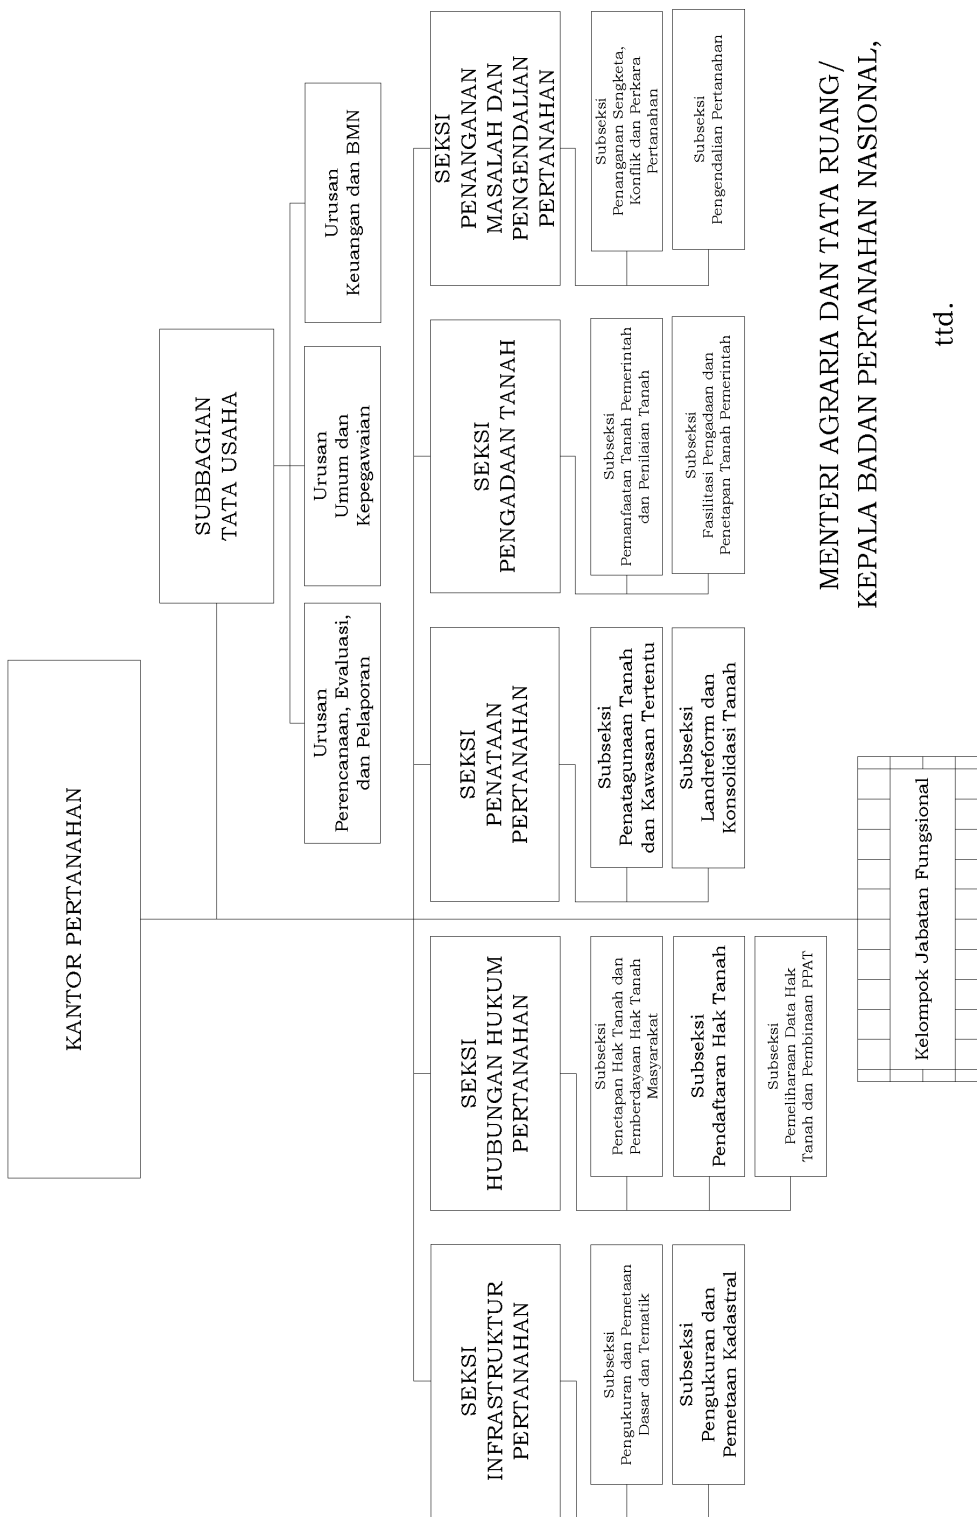 KANTOR PERTANAHAN
SUBBAGIAN
TATA USAHA
Urusan
Perencanaan, Evaluasi,
dan Pelaporan
Urusan
Umum dan
Kepegawaian
Urusan
Keuangan dan BMN
SEKSI
INFRASTRUKTUR
PERTANAHAN
SEKSI
HUBUNGAN HUKUM
PERTANAHAN
SEKSI
PENATAAN
PERTANAHAN
SEKSI
PENGADAAN TANAH
SEKSI
PENANGANAN
MASALAH DAN
PENGENDALIAN
PERTANAHAN
Subseksi
Pengukuran dan Pemetaan
Dasar dan Tematik
Subseksi
Penetapan Hak Tanah dan
Pemberdayaan Hak Tanah
Masyarakat
Subseksi
Penatagunaan Tanah
dan Kawasan Tertentu
Subseksi
Pemanfaatan Tanah Pemerintah
dan Penilaian Tanah
Subseksi
Penanganan Sengketa,
Konflik dan Perkara
Pertanahan
Subseksi
Pengukuran dan
Pemetaan Kadastral
Subseksi
Pendaftaran Hak Tanah
Subseksi
Landreform dan
Konsolidasi Tanah
Subseksi
Fasilitasi Pengadaan dan
Penetapan Tanah Pemerintah
Subseksi
Pengendalian Pertanahan
Subseksi
Pemeliharaan Data Hak
Tanah dan Pembinaan PPAT
Kelompok Jabatan Fungsional
MENTERI AGRARIA DAN TATA RUANG/
KEPALA BADAN PERTANAHAN NASIONAL,
ttd.